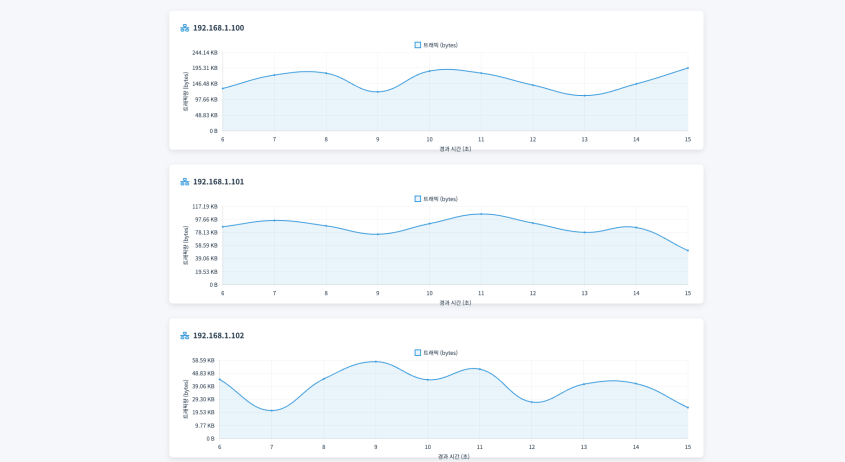 192.168.1.100
트래픽 (bytes)
트래픽량 (bytes)
244.14 KB
195.31 KB
146.48 KB
97.66 KB
48.83 KB
0 B
6 7 8 9 10 11 12 13 14 15
경과 시간 (초)
192.168.1.101
트래픽 (bytes)
트래픽량 (bytes)
117.19 KB
97.66 KB
78.13 KB
58.59 KB
39.06 KB
19.53 KB
0 B
6 7 8 9 10 11 12 13 14 15
경과 시간 (초)
192.168.1.102
트래픽 (bytes)
트래픽량 (bytes)
58.59 KB
48.83 KB
39.06 KB
29.30 KB
19.53 KB
9.77 KB
0 B
6 7 8 9 10 11 12 13 14 15
경과 시간 (초)